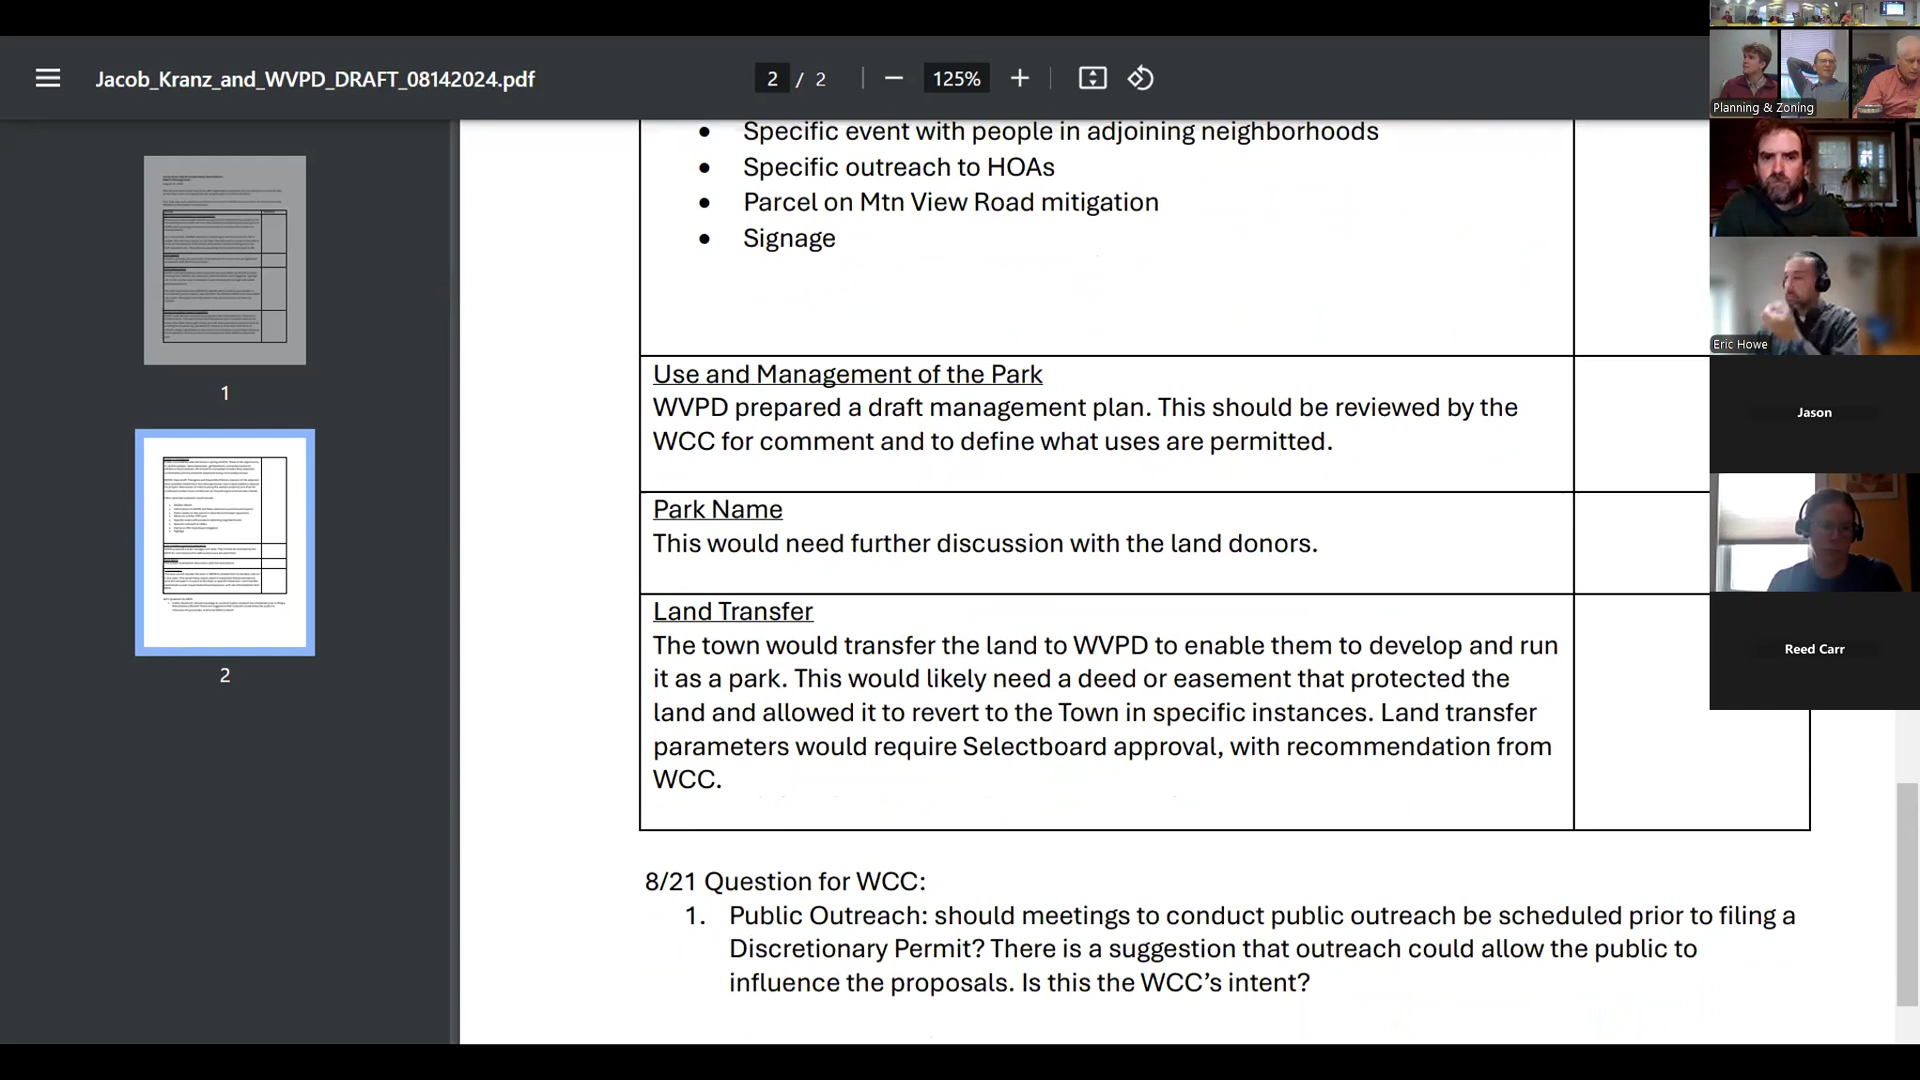 Jacob_Kranz_and_WVPD_DRAFT_08142024.pdf
2 / 2
125%
Planning & Zoning
Eric Howe
Jason
Reed Carr
1
2
• Specific event with people in adjoining neighborhoods
• Specific outreach to HOAs
• Parcel on Mtn View Road mitigation
• Signage
Use and Management of the Park
WVPD prepared a draft management plan. This should be reviewed by the
WCC for comment and to define what uses are permitted.
Park Name
This would need further discussion with the land donors.
Land Transfer
The town would transfer the land to WVPD to enable them to develop and run
it as a park. This would likely need a deed or easement that protected the
land and allowed it to revert to the Town in specific instances. Land transfer
parameters would require Selectboard approval, with recommendation from
WCC.
8/21 Question for WCC:
1. Public Outreach: should meetings to conduct public outreach be scheduled prior to filing a
Discretionary Permit? There is a suggestion that outreach could allow the public to
influence the proposals. Is this the WCC’s intent?